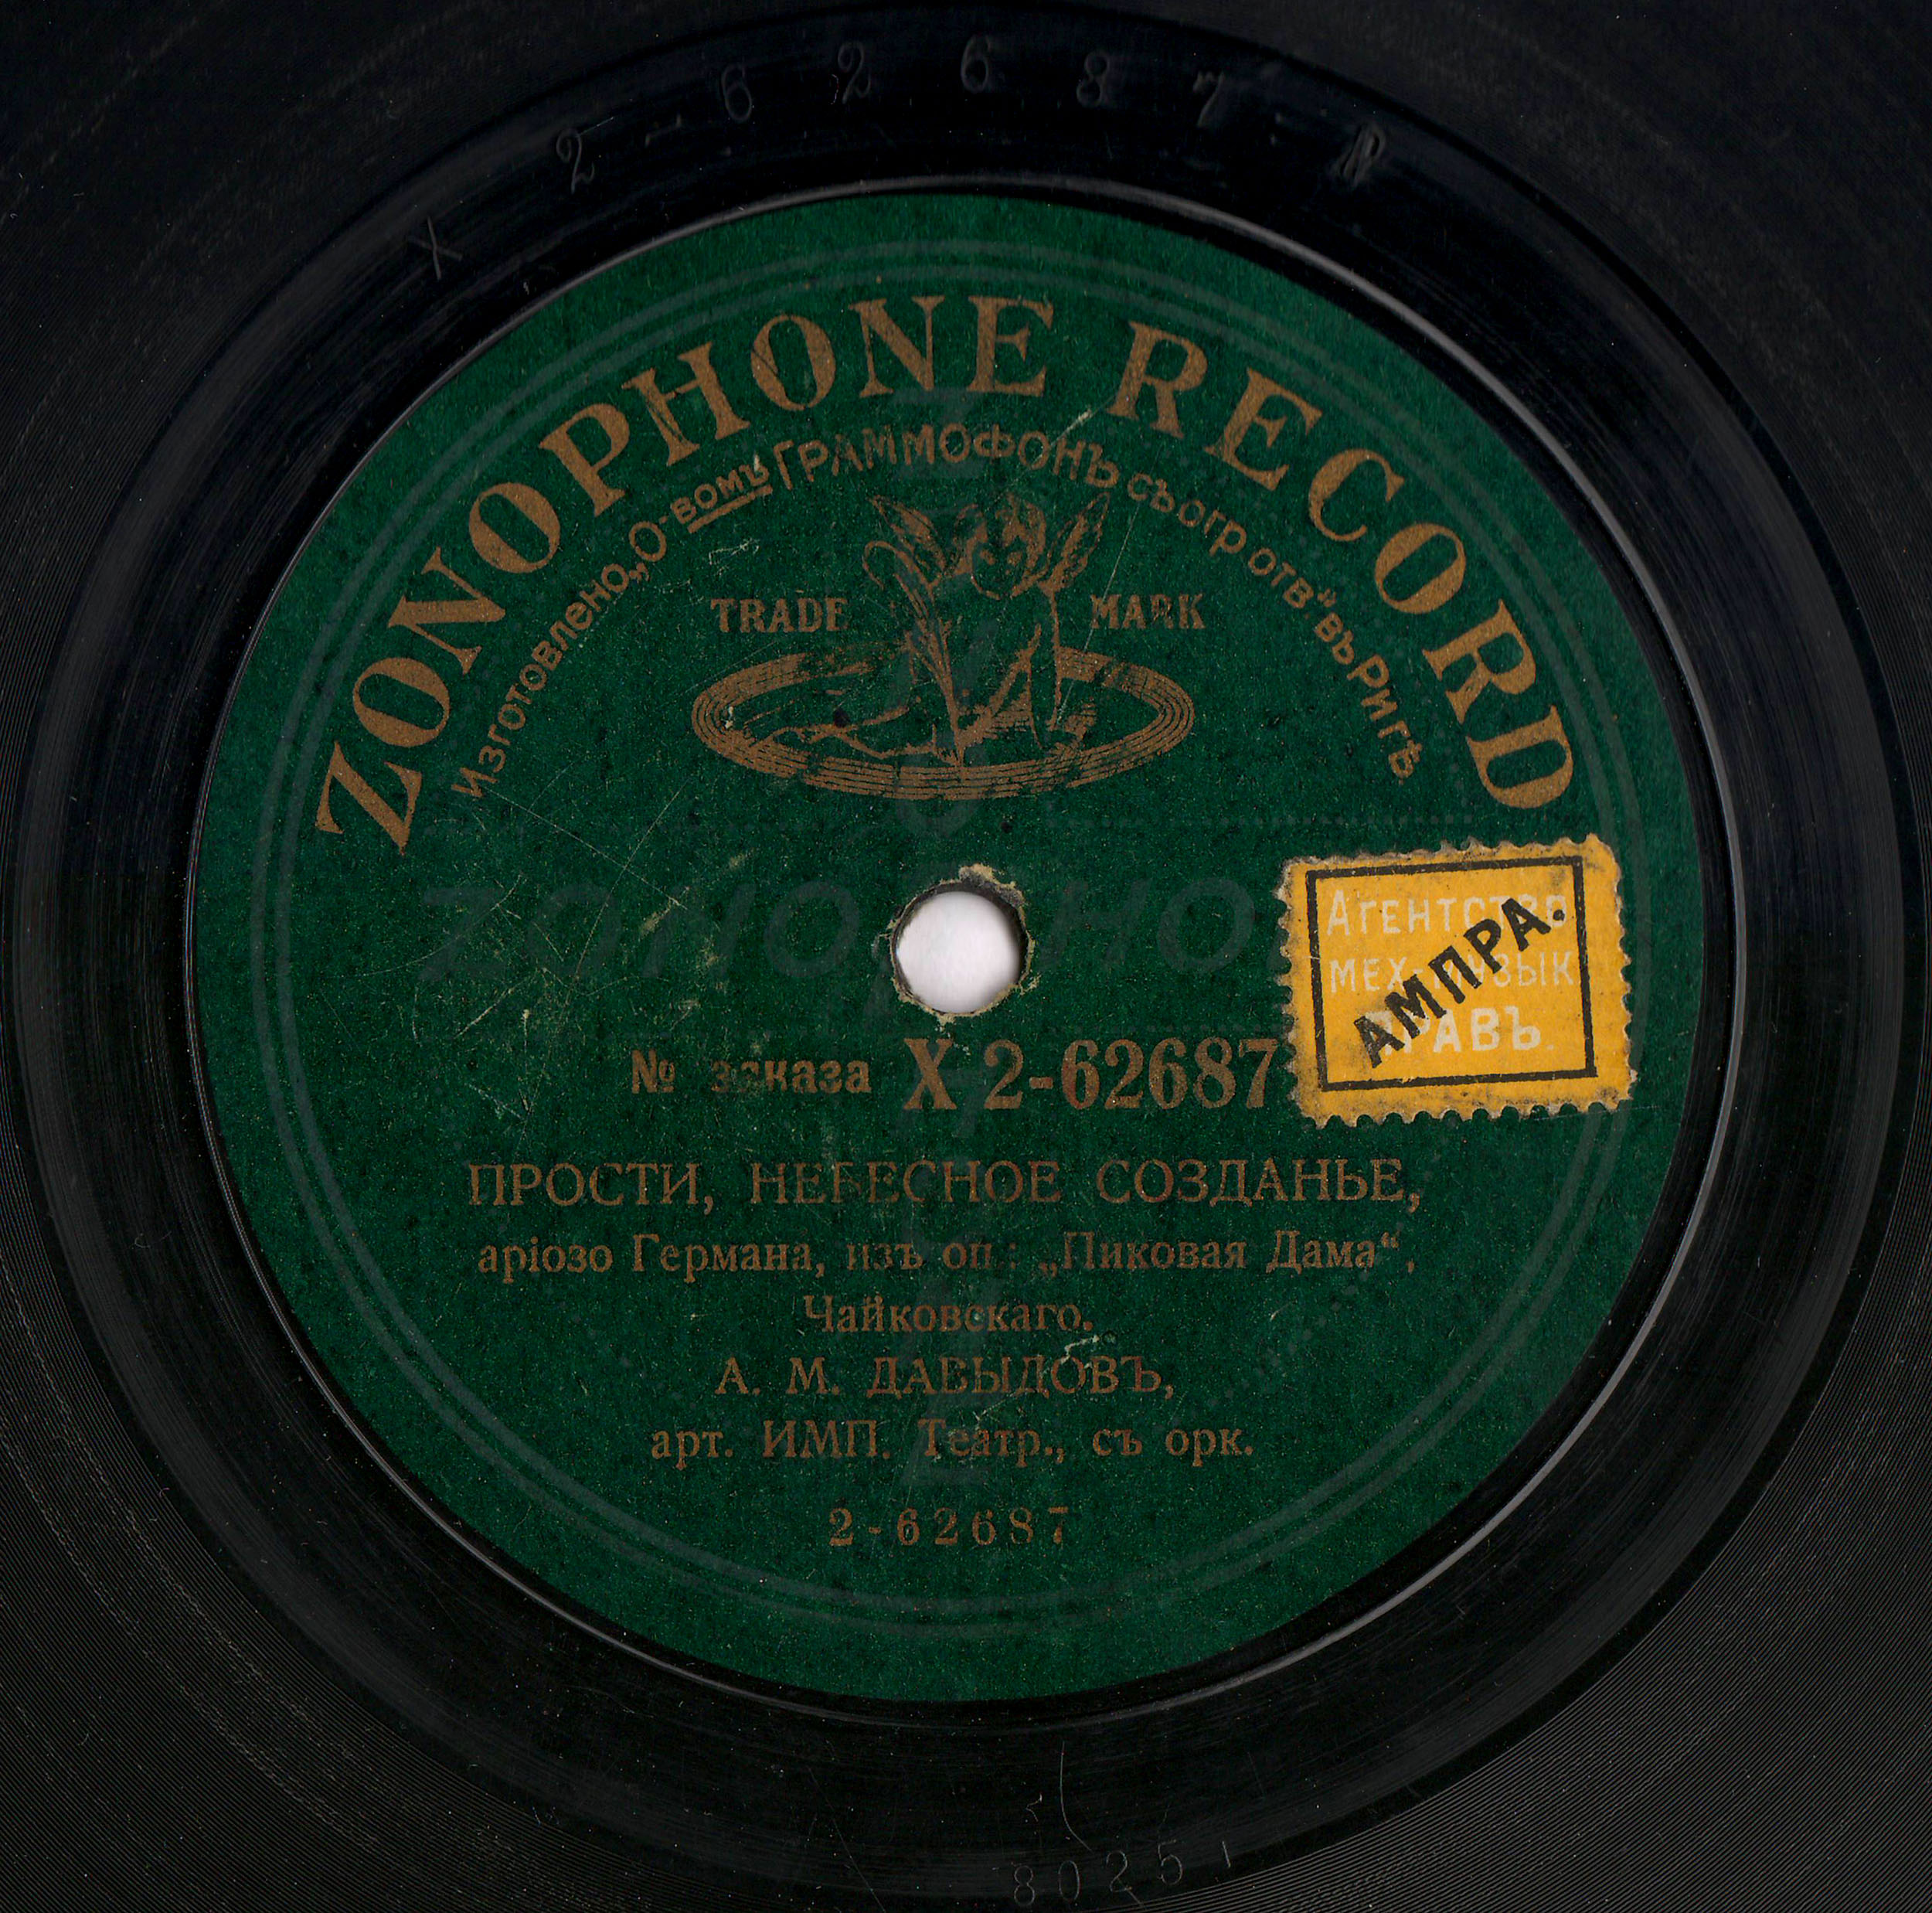 X 2-62687-R
ZONOPHONE RECORD
Изготовлено „О-вомъ ГРАММОФОНЪ съ огр отв“ въ Ригѣ
TRADE MARK
ZONOPHONE
АГЕНТСТВО
МЕХ. МУЗЫК
ПРАВЪ.
АМПРА.
№ заказа X 2-62687
ПРОСТИ, НЕБЕСНОЕ СОЗДАНЬЕ,
аріозо Германа, изъ оп.: „Пиковая Дама“,
Чайковскаго.
А. М. ДАВЫДОВЪ,
арт. ИМП. Театр., съ орк.
2-62687
80251